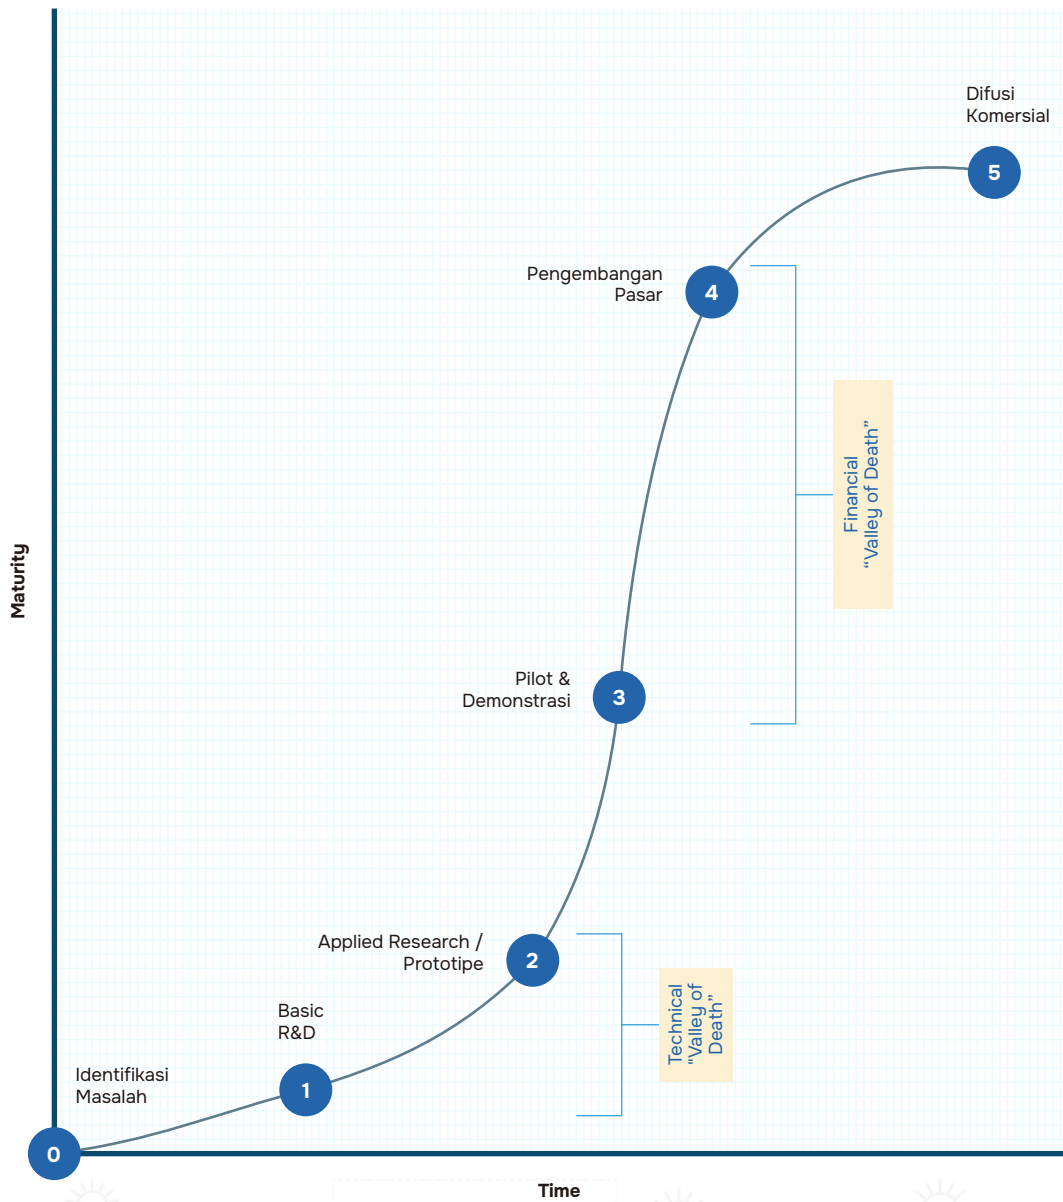 Difusi
Komersial
5
Pengembangan
Pasar
4
Financial
“Valley of Death”
Maturity
Pilot &
Demonstrasi
3
Applied Research /
Prototipe
2
Technical
"Valley of
Death”
Basic
R&D
1
Identifikasi
Masalah
0
Time